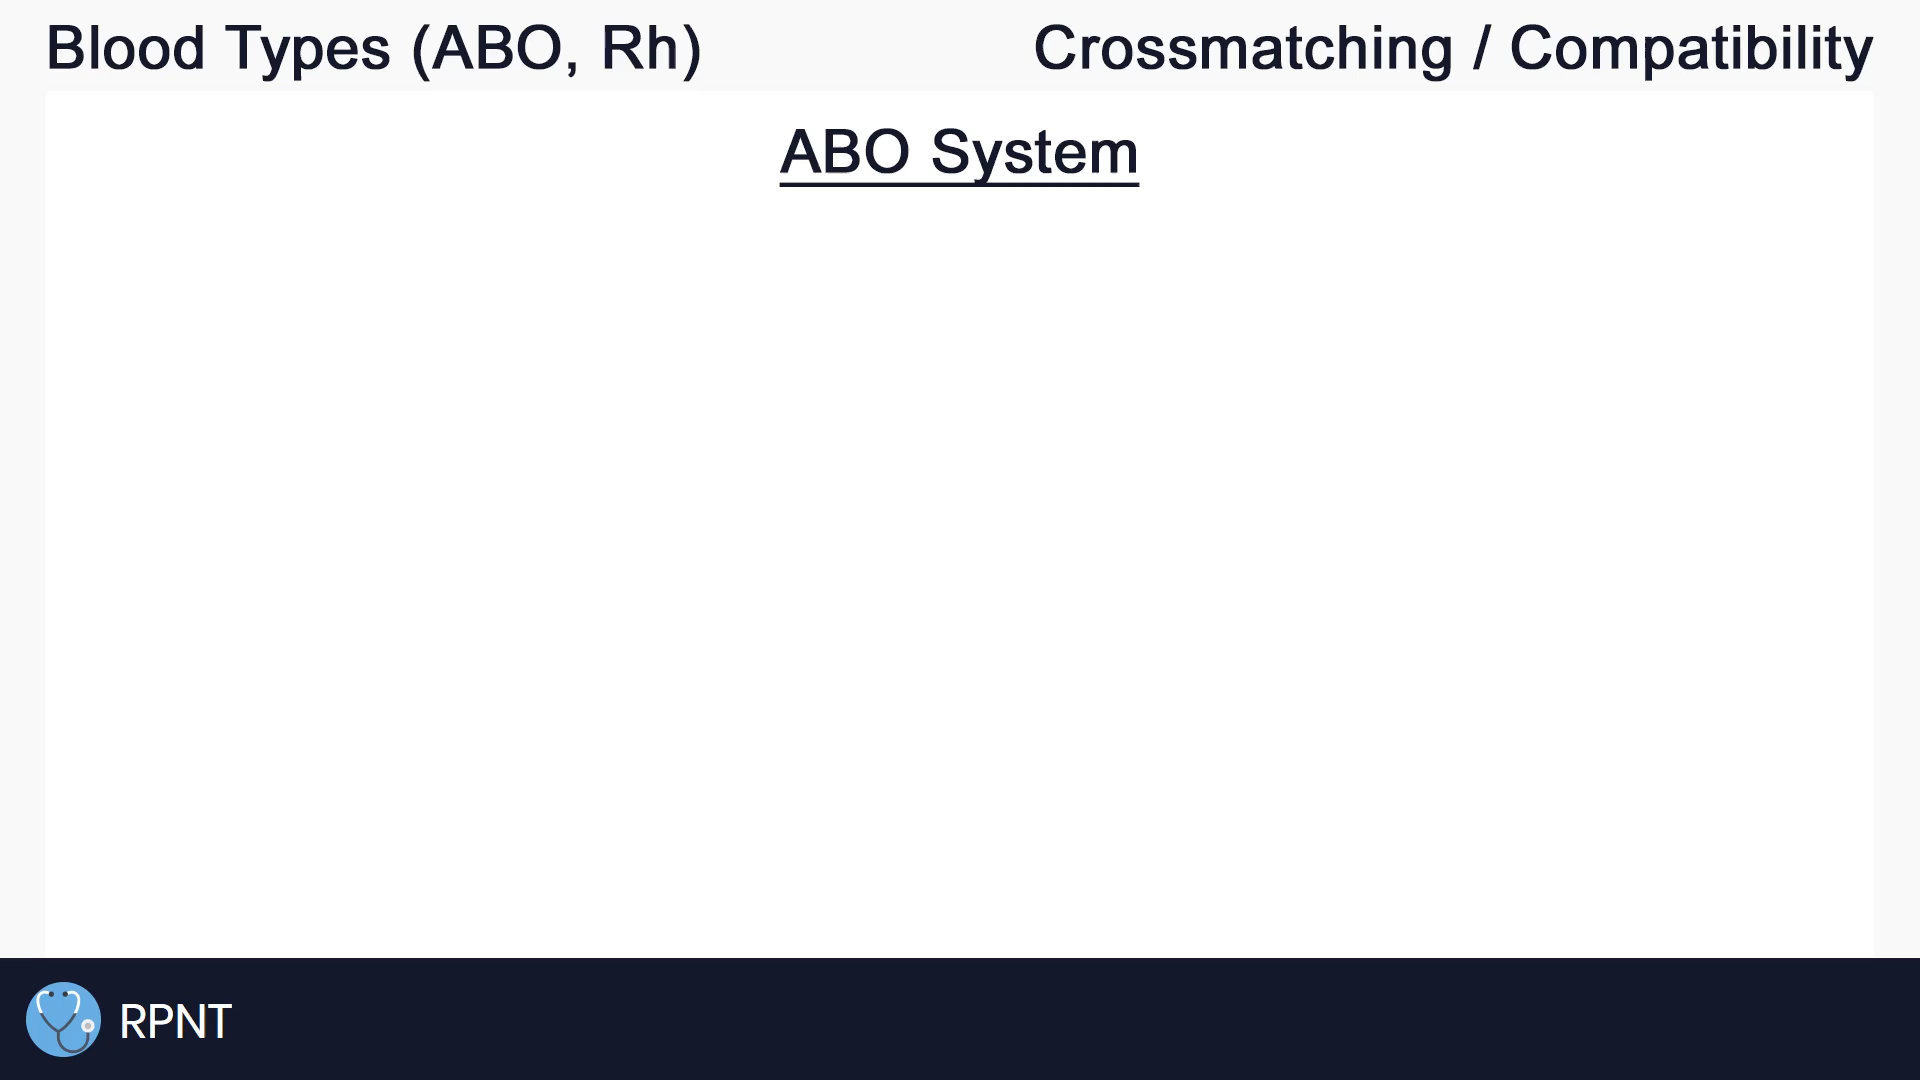 Blood Types (ABO, Rh)
Crossmatching / Compatibility
ABO System
RPNT